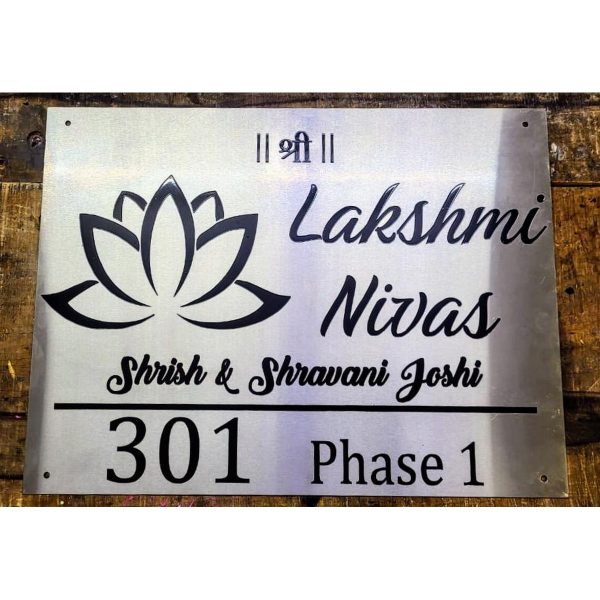 || श्री ||
Lakshmi
Nivas
Shrish & Shravani Joshi
301 Phase 1